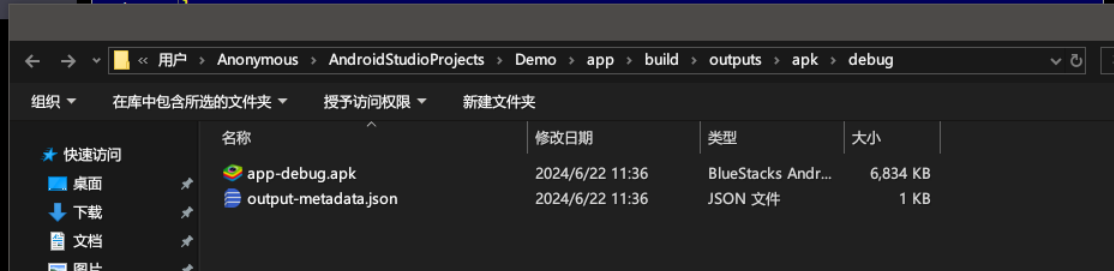 « 用户 › Anonymous › AndroidStudioProjects › Demo › app › build › outputs › apk › debug
组织 在库中包含所选的文件夹 授予访问权限 新建文件夹
名称 修改日期 类型 大小
快速访问
app-debug.apk 2024/6/22 11:36 BlueStacks Andr... 6,834 KB
桌面
output-metadata.json 2024/6/22 11:36 JSON 文件 1 KB
下载
文档
图片